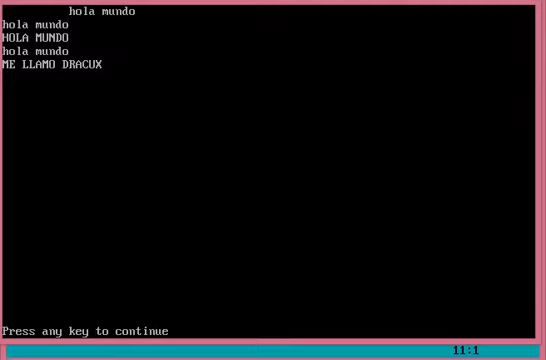 hola mundo
hola mundo
HOLA MUNDO
hola mundo
ME LLAMO DRACUX
Press any key to continue
11:1